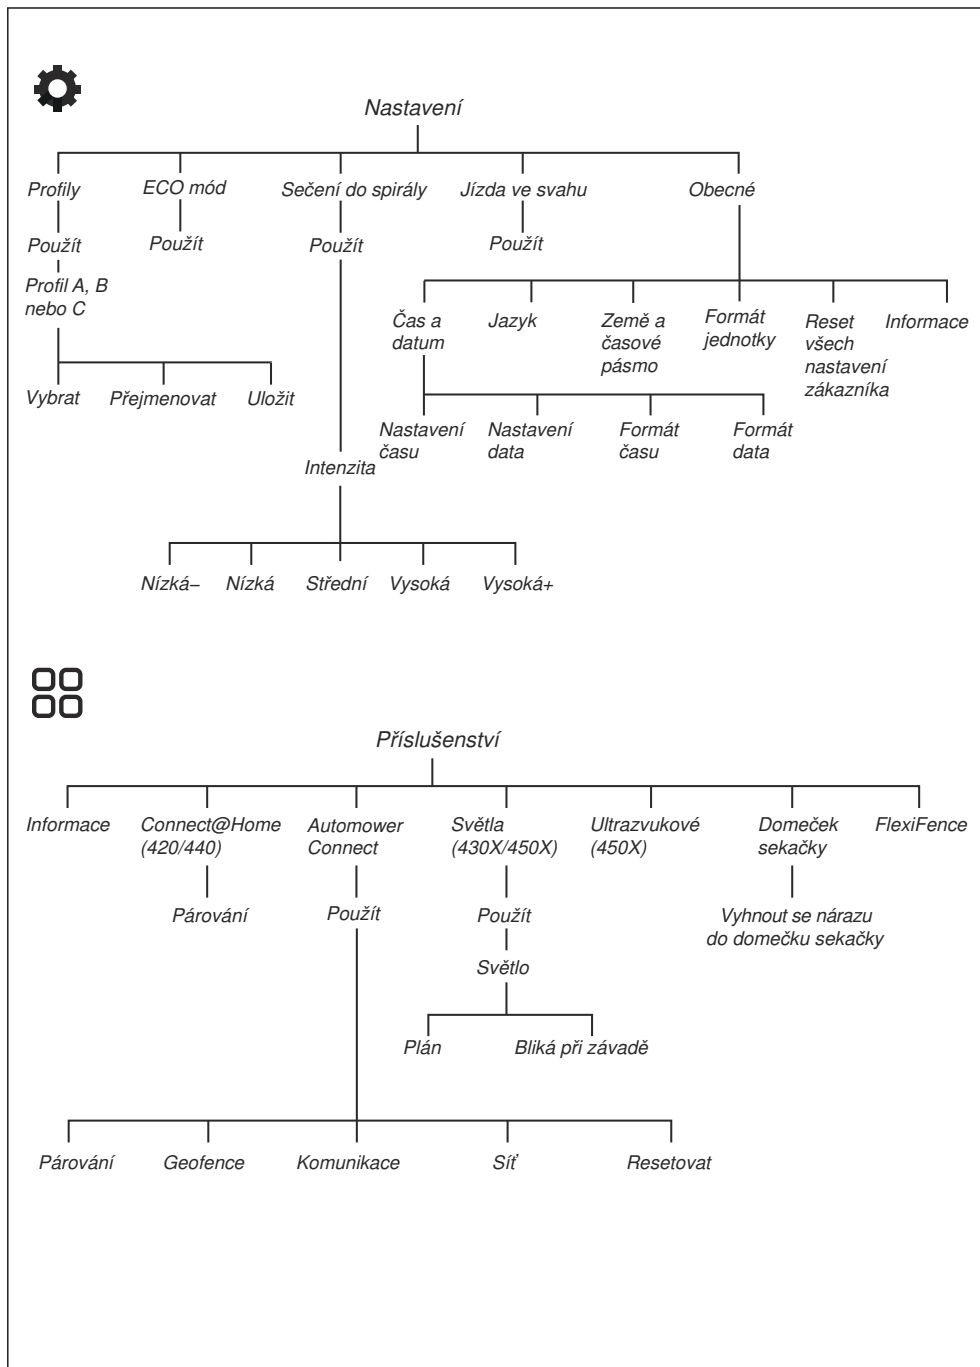 Nastavení
Profily
ECO mód
Sečení do spirály
Jízda ve svahu
Obecné
Použít
Použít
Použít
Použít
Profil A, B
nebo C
Čas a
datum
Jazyk
Země a
časové
pásmo
Formát
jednotky
Reset
všech
nastavení
zákazníka
Informace
Vybrat
Přejmenovat
Uložit
Nastavení
času
Nastavení
data
Formát
času
Formát
data
Intenzita
Nízká–
Nízká
Střední
Vysoká
Vysoká+
Příslušenství
Informace
Connect@Home
(420/440)
Automower
Connect
Světla
(430X/450X)
Ultrazvukové
(450X)
Domeček
sekačky
FlexiFence
Párování
Použít
Použít
Vyhnout se nárazu
do domečku sekačky
Světlo
Plán
Bliká při závadě
Párování
Geofence
Komunikace
Síť
Resetovat